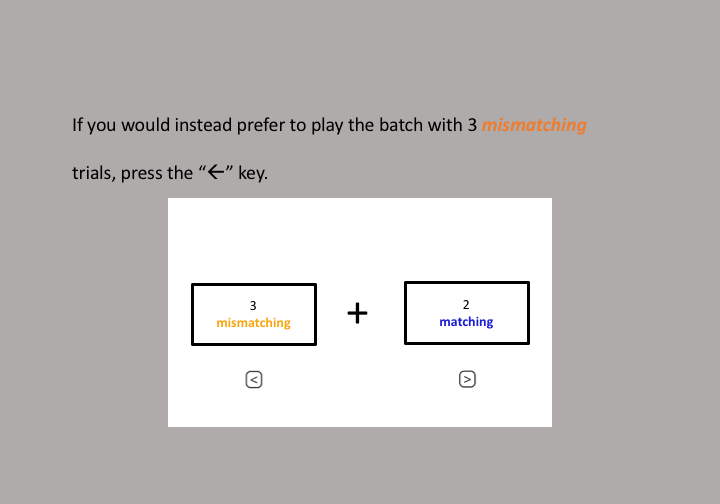 If you would instead prefer to play the batch with 3 mismatching
trials, press the “←” key.
3
mismatching
+
2
matching
<
>